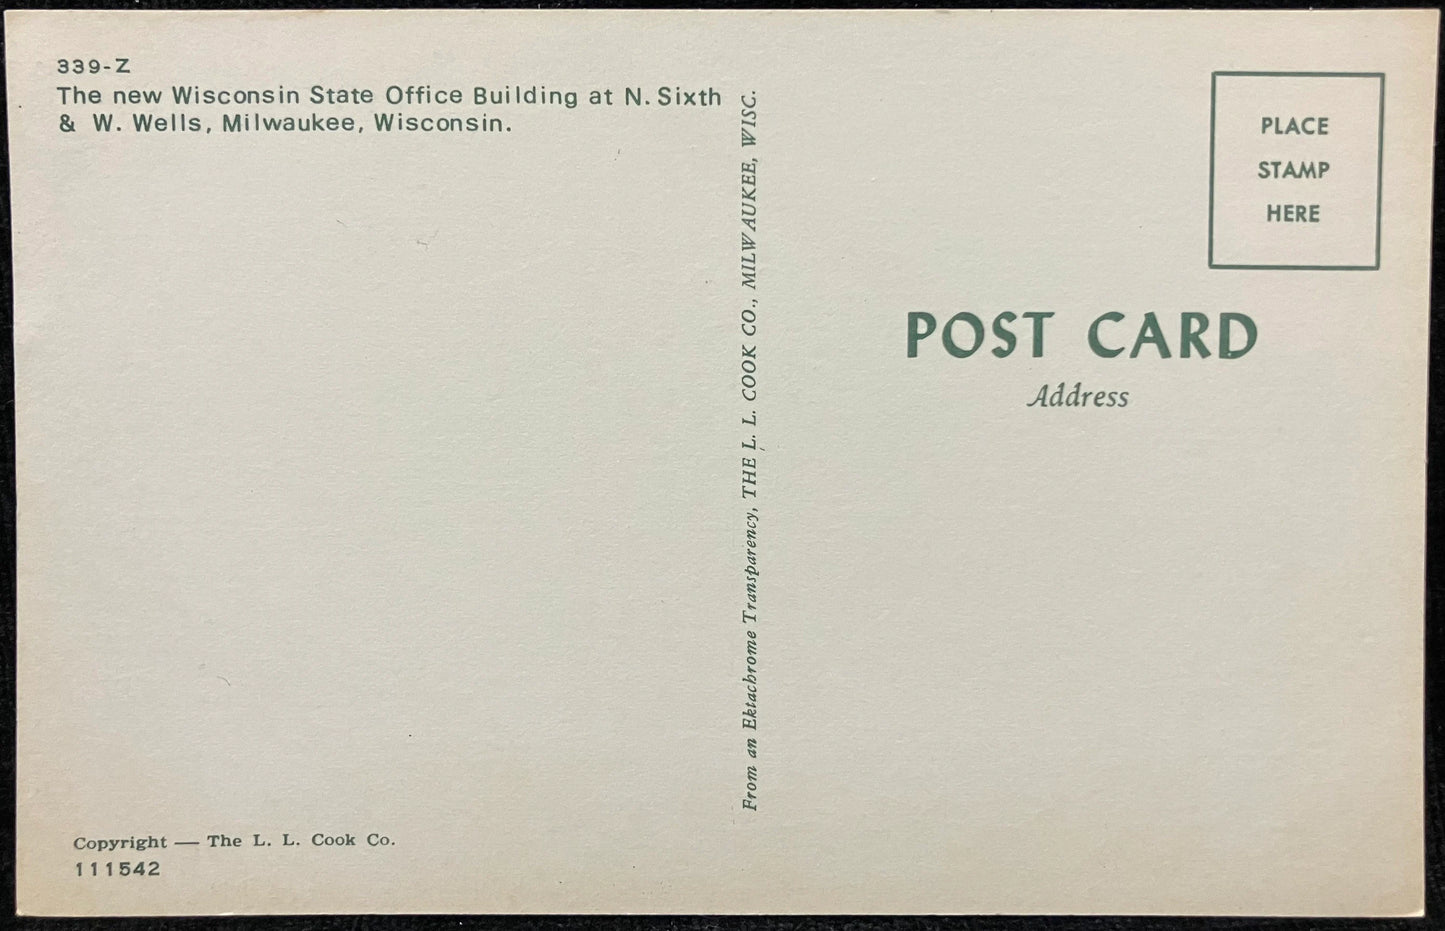 339-Z
The new Wisconsin State Office Building at N. Sixth
& W. Wells, Milwaukee, Wisconsin.
Copyright — The L. L. Cook Co.
111542
From an Ektachrome Transparency, THE L. L. COOK CO., MILWAUKEE, WISC.
PLACE
STAMP
HERE
POST CARD
Address